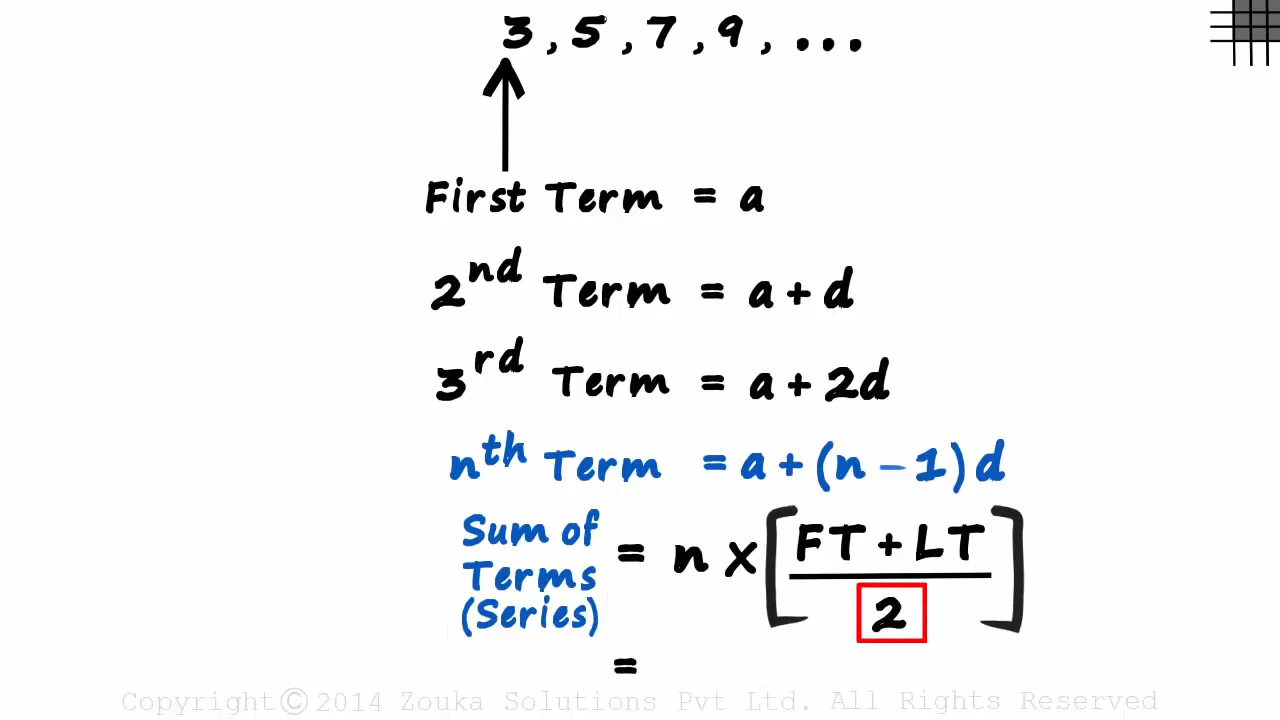 3, 5, 7, 9, ...
First Term = a
2nd Term = a + d
3rd Term = a + 2d
nth Term = a + (n - 1) d
Sum of Terms (Series) = n x [FT + LT / 2]
=
Copyright© 2014 Zouka Solutions Pvt Ltd. All Rights Reserved